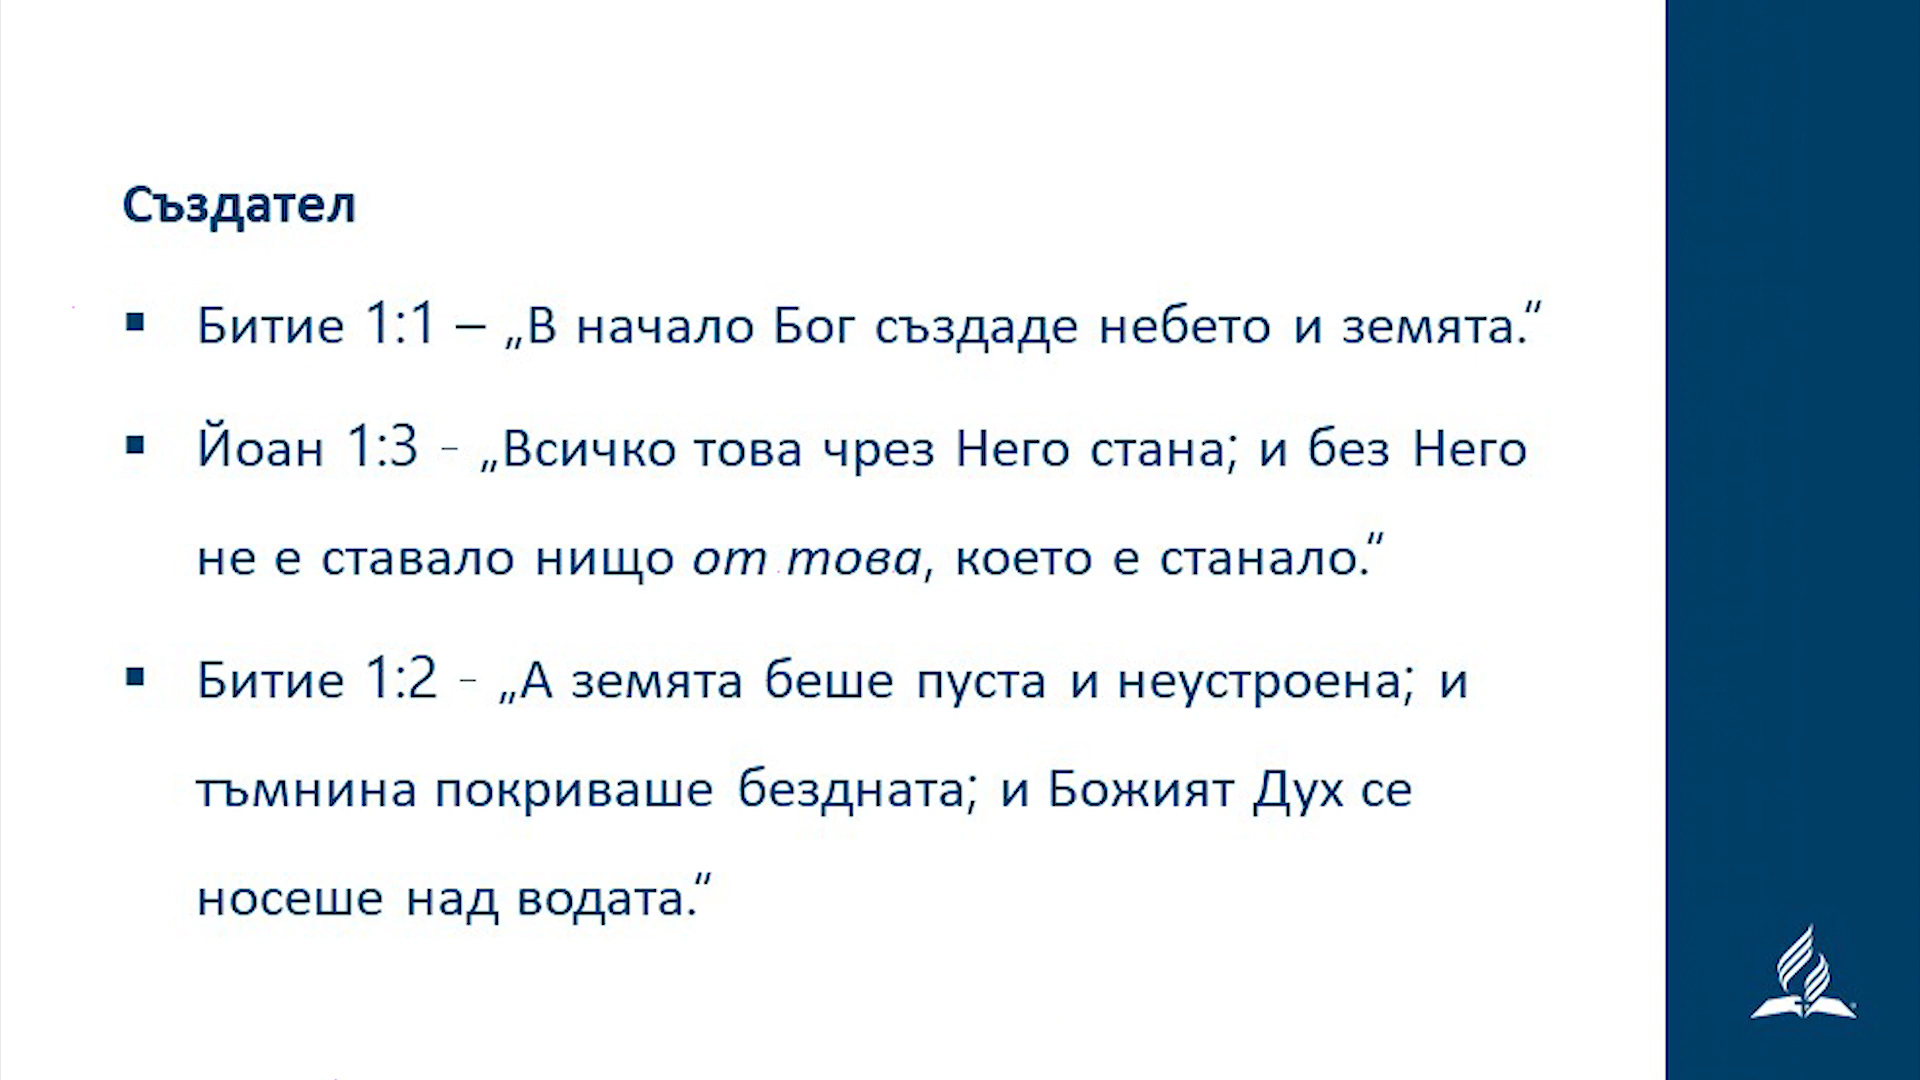 Създател
▪ Битие 1:1 – „В начало Бог създаде небето и земята.“
▪ Йоан 1:3 - „Всичко това чрез Него стана; и без Него
не е ставало нищо от това, което е станало.“
▪ Битие 1:2 - „А земята беше пуста и неустроена; и
тъмнина покриваше бездната; и Божият Дух се
носеше над водата.“